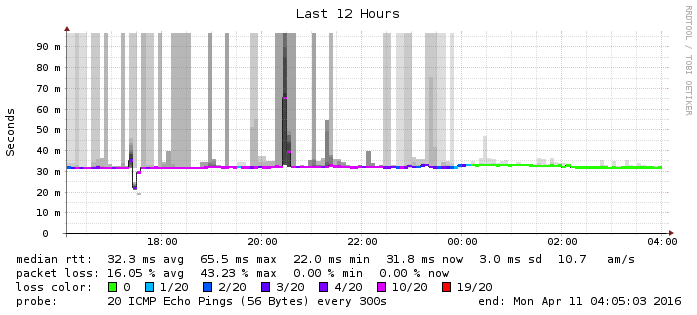 Last 12 Hours
RRDTOOL / TOBI OETIKER
Seconds
90 m
80 m
70 m
60 m
50 m
40 m
30 m
20 m
10 m
0
18:00 20:00 22:00 00:00 02:00 04:00
median rtt: 32.3 ms avg 65.5 ms max 22.0 ms min 31.8 ms now 3.0 ms sd 10.7 am/s
packet loss: 16.05 % avg 43.23 % max 0.00 % min 0.00 % now
loss color: 0 1/20 2/20 3/20 4/20 10/20 19/20
probe: 20 ICMP Echo Pings (56 Bytes) every 300s end: Mon Apr 11 04:05:03 2016